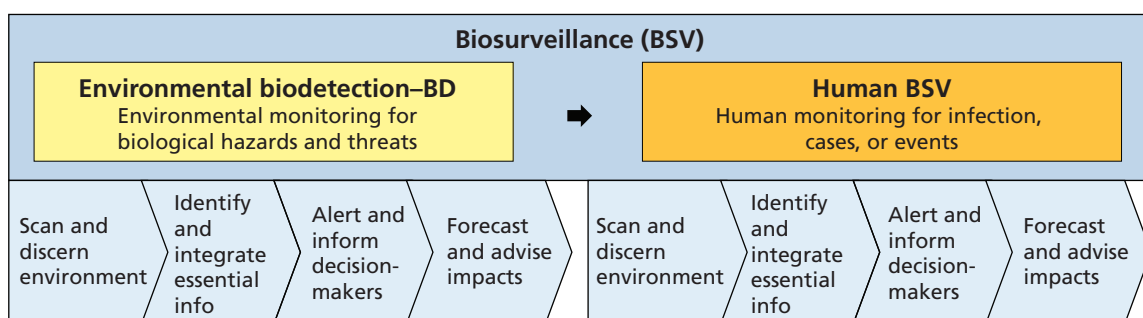 Biosurveillance (BSV)
Environmental biodetection–BD
Environmental monitoring for
biological hazards and threats
Human BSV
Human monitoring for infection,
cases, or events
Scan and
discern
environment
Identify
and
integrate
essential
info
Alert and
inform
decision-
makers
Forecast
and advise
impacts
Scan and
discern
environment
Identify
and
integrate
essential
info
Alert and
inform
decision-
makers
Forecast
and advise
impacts